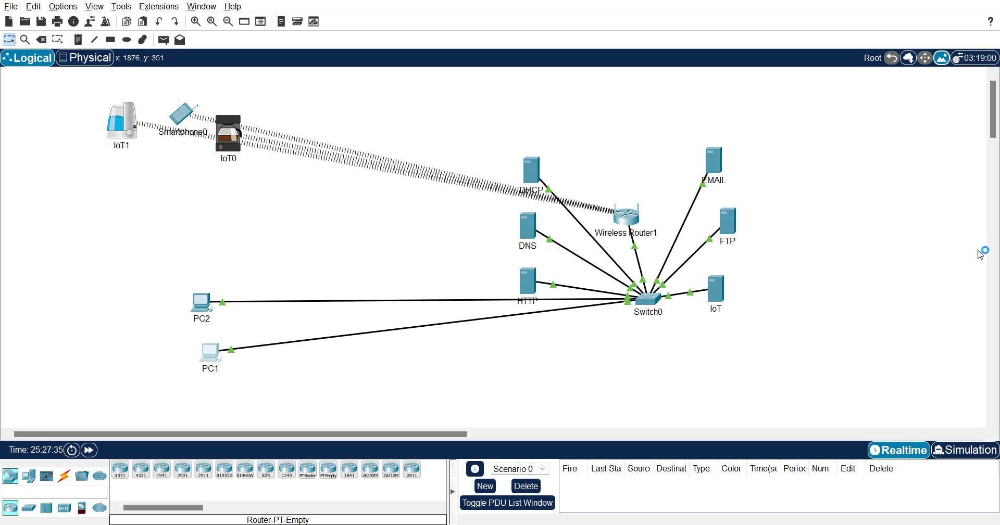 File Edit Options View Tools Extensions Window Help
Logical Physical x: 1876, y: 351 Root 03:19:00
IoT1
Smartphone0
IoT0
DHCP
EMAIL
Wireless Router1
DNS
FTP
HTTP
Switch0
IoT
PC2
PC1
Time: 25:27:35 Realtime Simulation
4331 4321 1941 2901 2911 819IOX 819HGW 829 1240 PT-Router PT-Empty 1841 2620XM 2621XM 2811
Router-PT-Empty
Scenario 0
New Delete
Toggle PDU List Window
Fire Last Sta Sourc Destinat Type Color Time(se Perioc Num Edit Delete